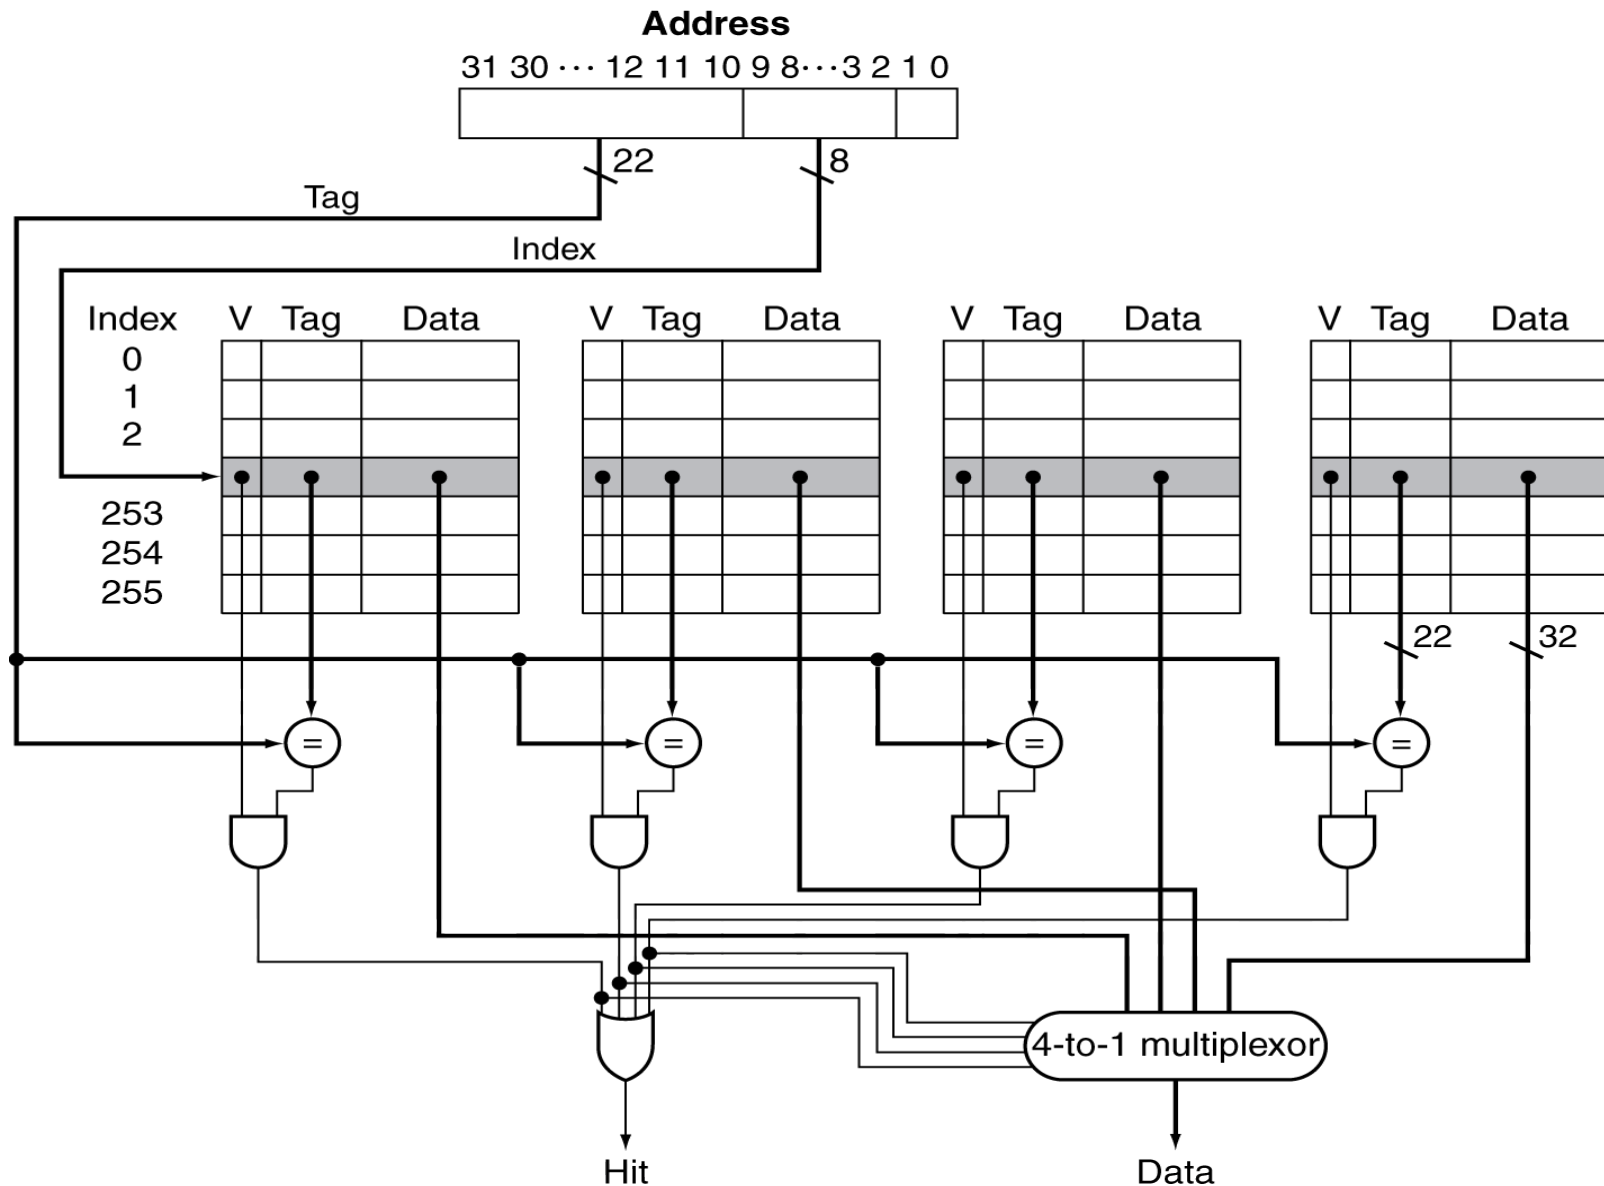 Address
31 30 ··· 12 11 10 9 8···3 2 1 0
22 8
Tag
Index
Index V Tag Data V Tag Data V Tag Data V Tag Data
0
1
2
253
254
255
22 32
= = = =
4-to-1 multiplexor
Hit Data